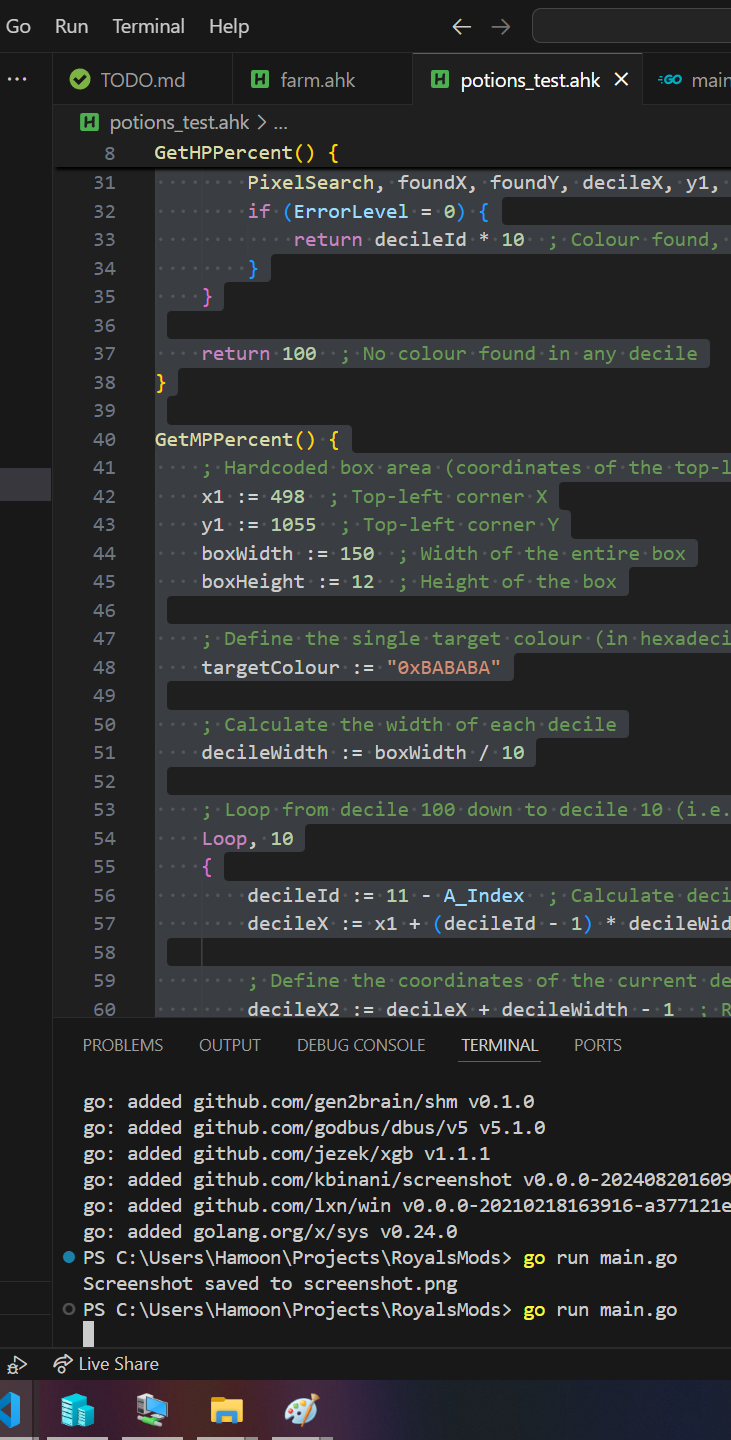 Go Run Terminal Help
TODO.md farm.ahk potions_test.ahk main
potions_test.ahk > ...
8 GetHPPercent() {
31 PixelSearch, foundX, foundY, decileX, y1,
32 if (ErrorLevel = 0) {
33 return decileId * 10 ; Colour found,
34 }
35 }
36
37 return 100 ; No colour found in any decile
38 }
39
40 GetMPPercent() {
41 ; Hardcoded box area (coordinates of the top-l
42 x1 := 498 ; Top-left corner X
43 y1 := 1055 ; Top-left corner Y
44 boxWidth := 150 ; Width of the entire box
45 boxHeight := 12 ; Height of the box
46
47 ; Define the single target colour (in hexadeci
48 targetColour := "0xBABABA"
49
50 ; Calculate the width of each decile
51 decileWidth := boxWidth / 10
52
53 ; Loop from decile 100 down to decile 10 (i.e.
54 Loop, 10
55 {
56 decileId := 11 - A_Index ; Calculate deci
57 decileX := x1 + (decileId - 1) * decileWid
58
59 ; Define the coordinates of the current de
60 decileX2 := decileX + decileWidth - 1 ; R
PROBLEMS OUTPUT DEBUG CONSOLE TERMINAL PORTS
go: added github.com/gen2brain/shm v0.1.0
go: added github.com/godbus/dbus/v5 v5.1.0
go: added github.com/jezek/xgb v1.1.1
go: added github.com/kbinani/screenshot v0.0.0-202408201609
go: added github.com/lxn/win v0.0.0-20210218163916-a377121e
go: added golang.org/x/sys v0.24.0
PS C:\Users\Hamoon\Projects\RoyalsMods> go run main.go
Screenshot saved to screenshot.png
PS C:\Users\Hamoon\Projects\RoyalsMods> go run main.go
Live Share